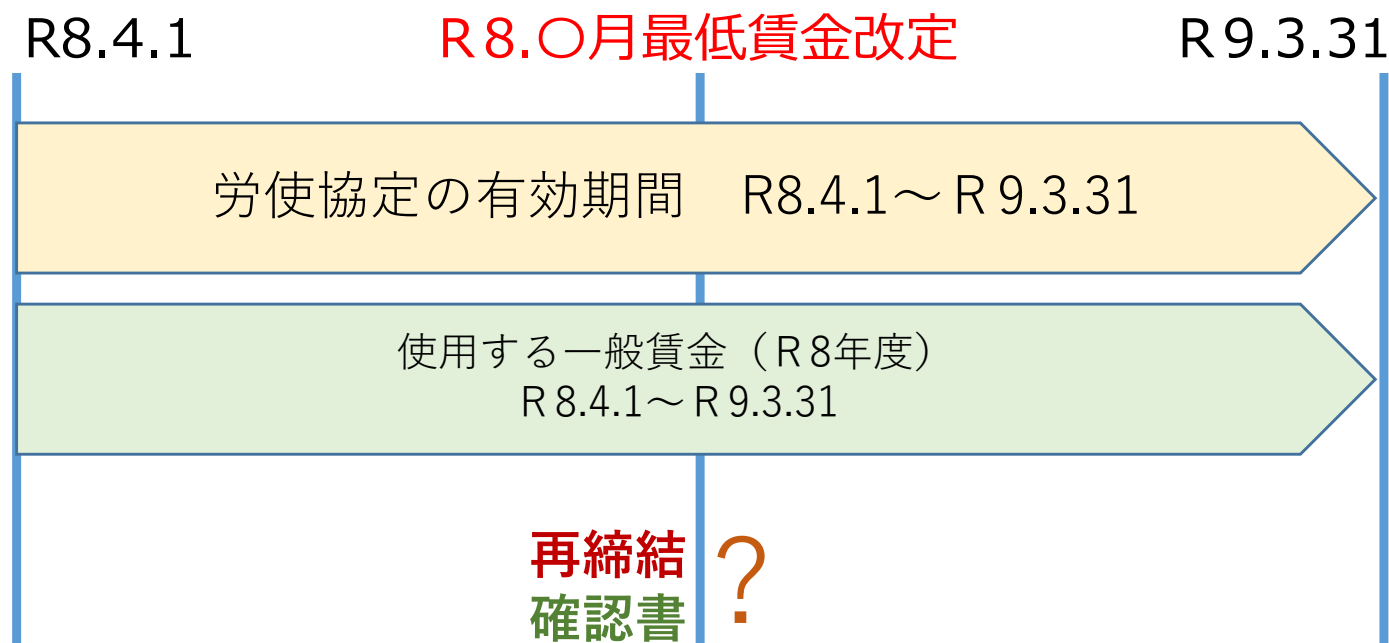 R8.4.1
Ｒ8.〇月最低賃金改定
Ｒ9.3.31
労使協定の有効期間　R8.4.1～Ｒ9.3.31
使用する一般賃金（Ｒ8年度）
Ｒ8.4.1～Ｒ9.3.31
再締結
確認書
？